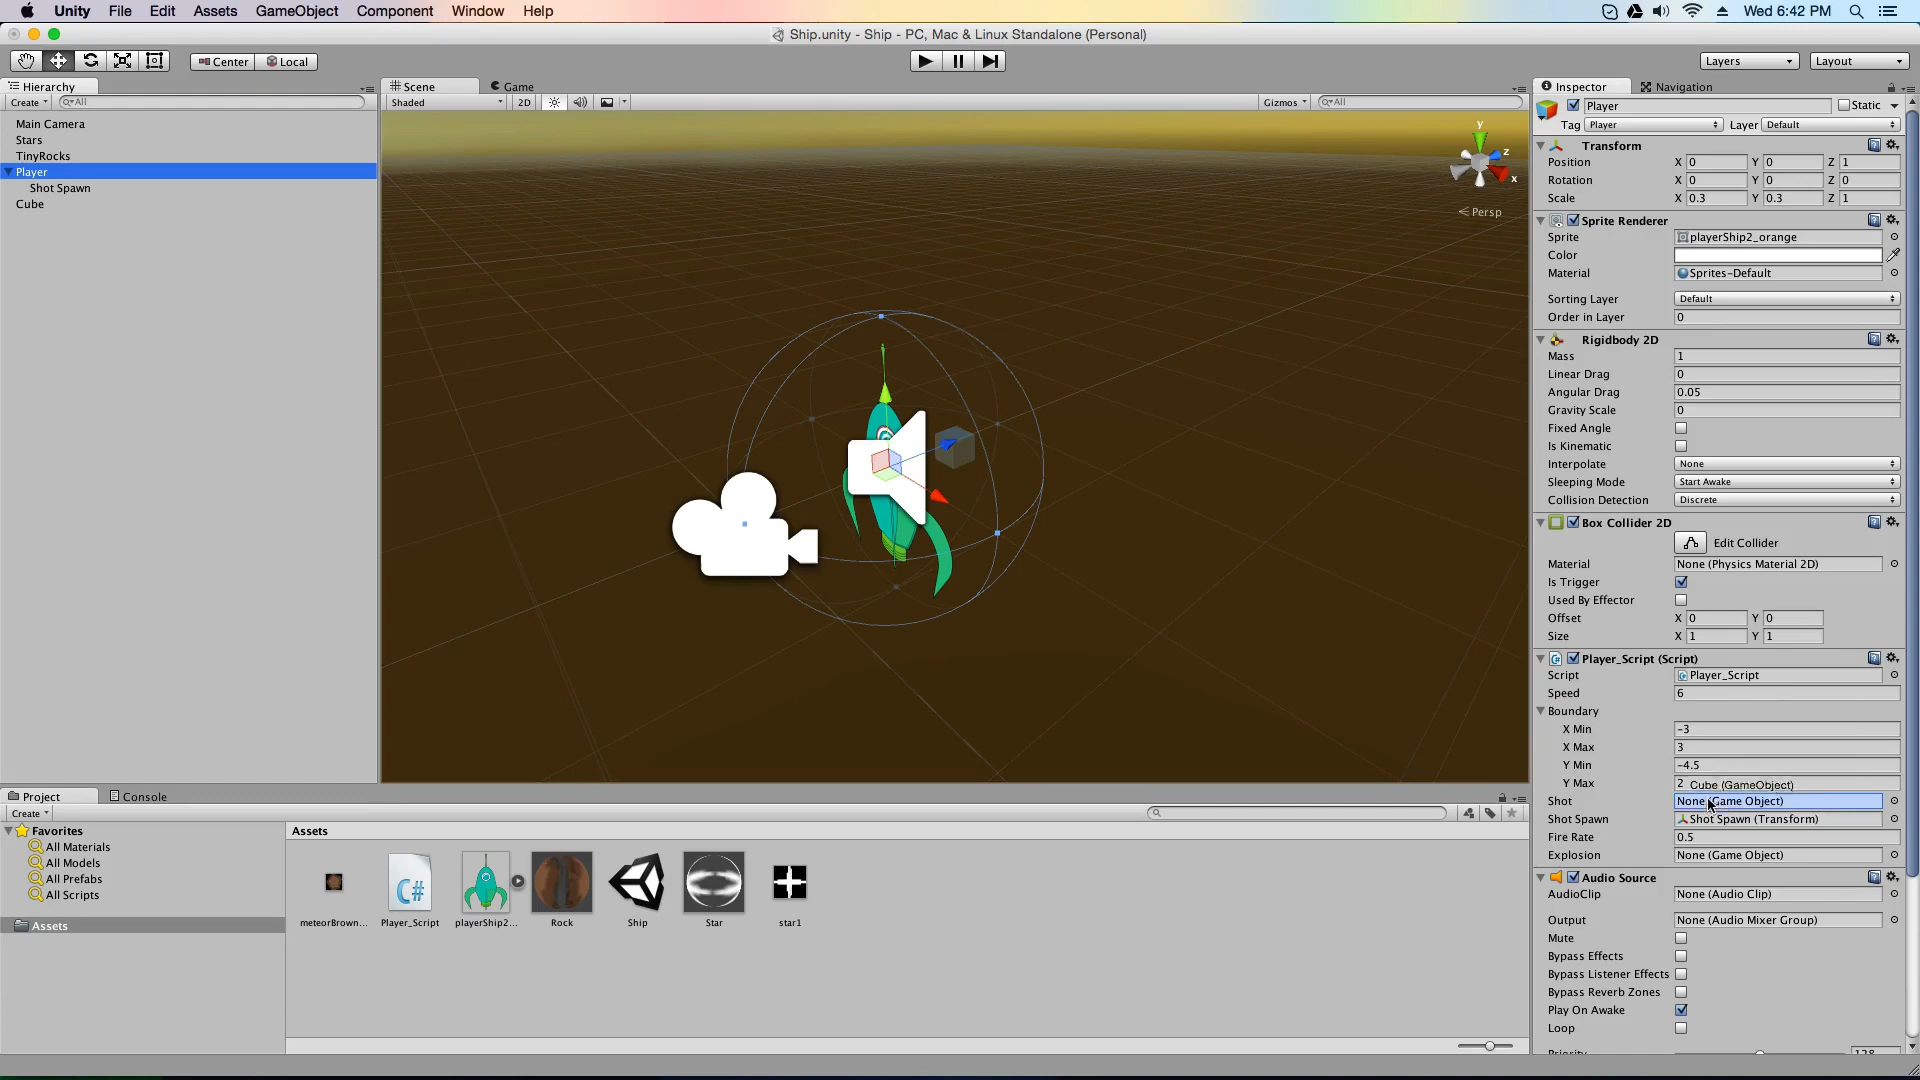 Unity File Edit Assets GameObject Component Window Help
Wed 6:42 PM
Ship.unity - Ship - PC, Mac & Linux Standalone (Personal)
Center Local
Layers Layout
Hierarchy
Create All
Main Camera
Stars
TinyRocks
Player
Shot Spawn
Cube
Scene Game
Shaded 2D Gizmos All
y
z
x
Persp
Inspector Navigation
Player Static
Tag Player Layer Default
Transform
Position X 0 Y 0 Z 1
Rotation X 0 Y 0 Z 0
Scale X 0.3 Y 0.3 Z 1
Sprite Renderer
Sprite playerShip2_orange
Color
Material Sprites-Default
Sorting Layer Default
Order in Layer 0
Rigidbody 2D
Mass 1
Linear Drag 0
Angular Drag 0.05
Gravity Scale 0
Fixed Angle
Is Kinematic
Interpolate None
Sleeping Mode Start Awake
Collision Detection Discrete
Box Collider 2D
Edit Collider
Material None (Physics Material 2D)
Is Trigger
Used By Effector
Offset X 0 Y 0
Size X 1 Y 1
Player_Script (Script)
Script Player_Script
Speed 6
Boundary
X Min -3
X Max 3
Y Min -4.5
Y Max 2 Cube (GameObject)
Shot None (Game Object)
Shot Spawn Shot Spawn (Transform)
Fire Rate 0.5
Explosion None (Game Object)
Audio Source
AudioClip None (Audio Clip)
Output None (Audio Mixer Group)
Mute
Bypass Effects
Bypass Listener Effects
Bypass Reverb Zones
Play On Awake
Loop
Priority 128
Project Console
Create
Favorites
All Materials
All Models
All Prefabs
All Scripts
Assets
Assets
C#
meteorBrown... Player_Script playerShip2... Rock Ship Star star1